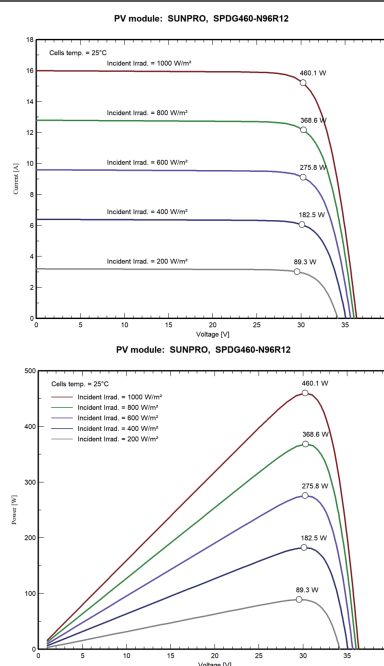 PV module: SUNPRO, SPDG460-N96R12
18
Cells temp. = 25°C
Incident Irrad. = 1000 W/m²
460.1 W
16
14
Incident Irrad. = 800 W/m²
368.6 W
12
Current [A]
10
Incident Irrad. = 600 W/m²
275.8 W
8
Incident Irrad. = 400 W/m²
182.5 W
6
4
Incident Irrad. = 200 W/m²
89.3 W
2
0
0 5 10 15 20 25 30 35
Voltage [V]
PV module: SUNPRO, SPDG460-N96R12
500
Cells temp. = 25°C
460.1 W
Incident Irrad. = 1000 W/m²
Incident Irrad. = 800 W/m²
Incident Irrad. = 600 W/m²
Incident Irrad. = 400 W/m²
Incident Irrad. = 200 W/m²
400
368.6 W
300
275.8 W
Power [W]
200
182.5 W
100
89.3 W
0
0 5 10 15 20 25 30 35
Voltage [V]